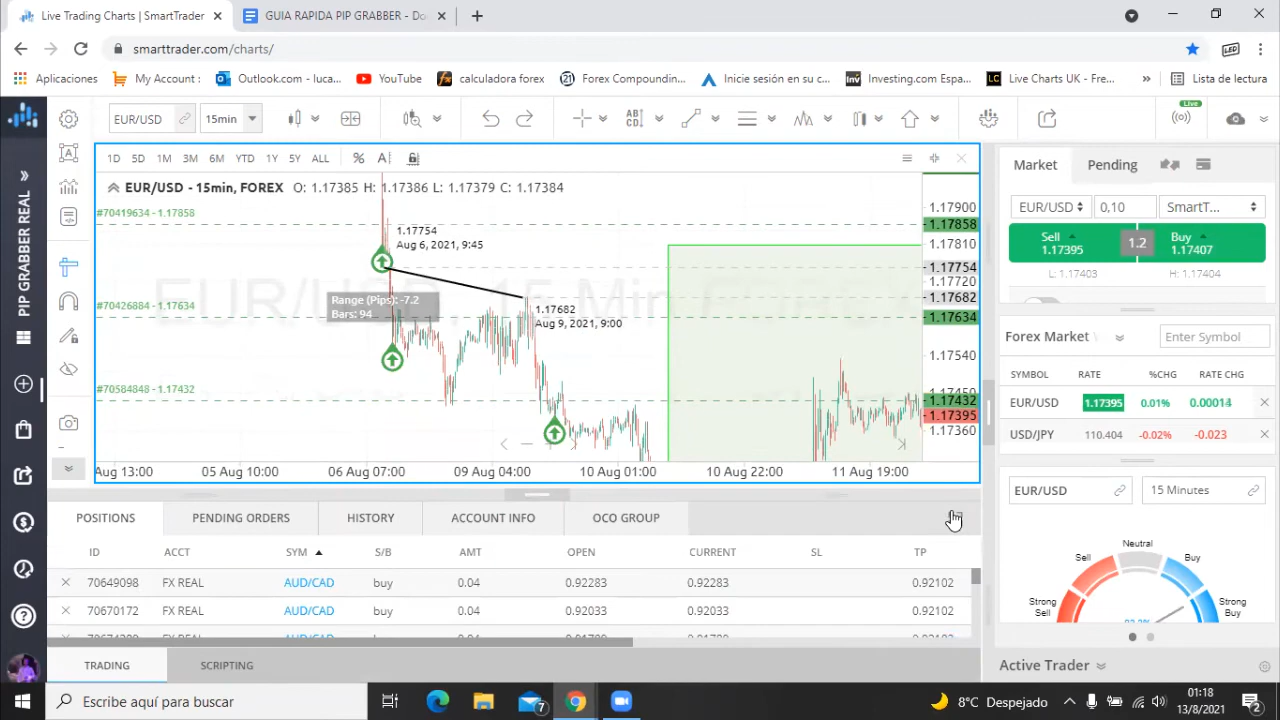 Live Trading Charts | SmartTrader
GUIA RAPIDA PIP GRABBER - Do
smarttrader.com/charts/
LED
Aplicaciones
My Account :
Outlook.com - luca...
YouTube
calculadora forex
Forex Compoundin...
Inicie sesión en su c...
Investing.com Espa...
Live Charts UK - Fre...
Lista de lectura
EUR/USD
15min
Live
1D 5D 1M 3M 6M YTD 1Y 5Y ALL % A
EUR/USD - 15min, FOREX O: 1.17385 H: 1.17386 L: 1.17379 C: 1.17384
#70419634 - 1.17858
1.17754
Aug 6, 2021, 9:45
Range (Pips): -7.2
Bars: 94
#70426884 - 1.17634
1.17682
Aug 9, 2021, 9:00
#70584848 - 1.17432
1.17900
1.17858
1.17810
1.17754
1.17720
1.17682
1.17634
1.17540
1.17450
1.17432
1.17395
1.17360
Aug 13:00 05 Aug 10:00 06 Aug 07:00 09 Aug 04:00 10 Aug 01:00 10 Aug 22:00 11 Aug 19:00
PIP GRABBER REAL
Market Pending
EUR/USD 0,10 SmartT...
Sell
1.17395
1.2
Buy
1.17407
L: 1.17403 H: 1.17404
Forex Market
Enter Symbol
SYMBOL RATE %CHG RATE CHG
EUR/USD 1.17395 0.01% 0.00014
USD/JPY 110.404 -0.02% -0.023
EUR/USD 15 Minutes
Neutral
Sell Buy
Strong
Sell
Strong
Buy
Active Trader
POSITIONS PENDING ORDERS HISTORY ACCOUNT INFO OCO GROUP
ID ACCT SYM S/B AMT OPEN CURRENT SL TP
70649098 FX REAL AUD/CAD buy 0.04 0.92283 0.92283 0.92102
70670172 FX REAL AUD/CAD buy 0.04 0.92033 0.92033 0.92102
TRADING SCRIPTING
Escribe aquí para buscar
7
8°C Despejado
01:18
13/8/2021
2